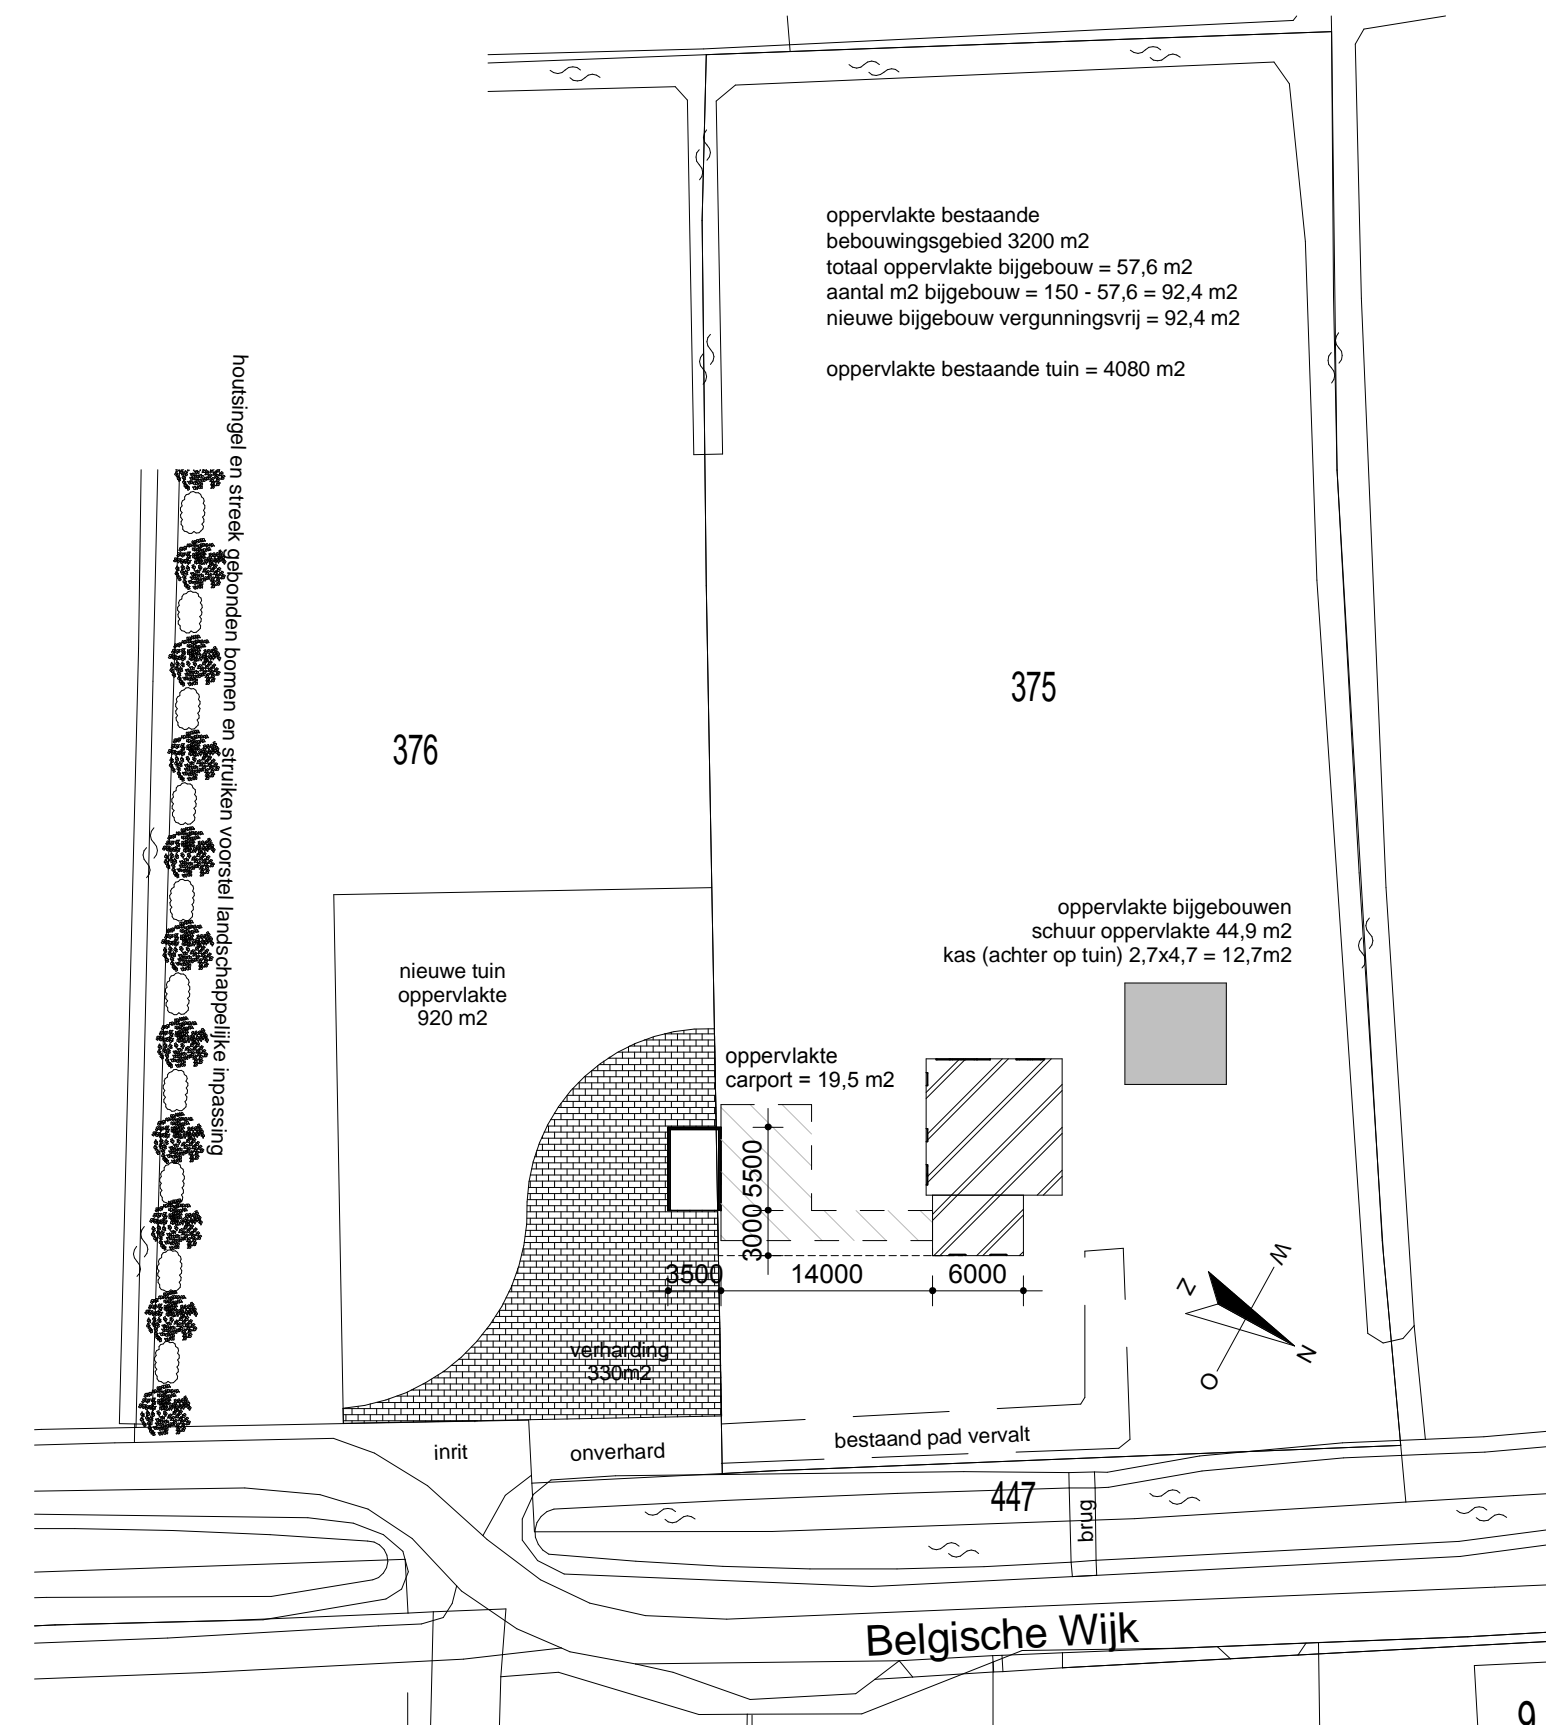 oppervlakte bestaande
bebouwingsgebied 3200 m2
totaal oppervlakte bijgebouw = 57,6 m2
aantal m2 bijgebouw = 150 - 57,6 = 92,4 m2
nieuwe bijgebouw vergunningsvrij = 92,4 m2
oppervlakte bestaande tuin = 4080 m2
houtsingel en streek gebonden bomen en struiken voorstel landschappelijke inpassing
375
376
oppervlakte bijgebouwen
schuur oppervlakte 44,9 m2
kas (achter op tuin) 2,7x4,7 = 12,7m2
nieuwe tuin
oppervlakte
920 m2
oppervlakte
carport = 19,5 m2
5500
3000
3500
14000
6000
W
Z
N
O
verharding
330m2
bestaand pad vervalt
inrit
onverhard
447
brug
Belgische Wijk
9